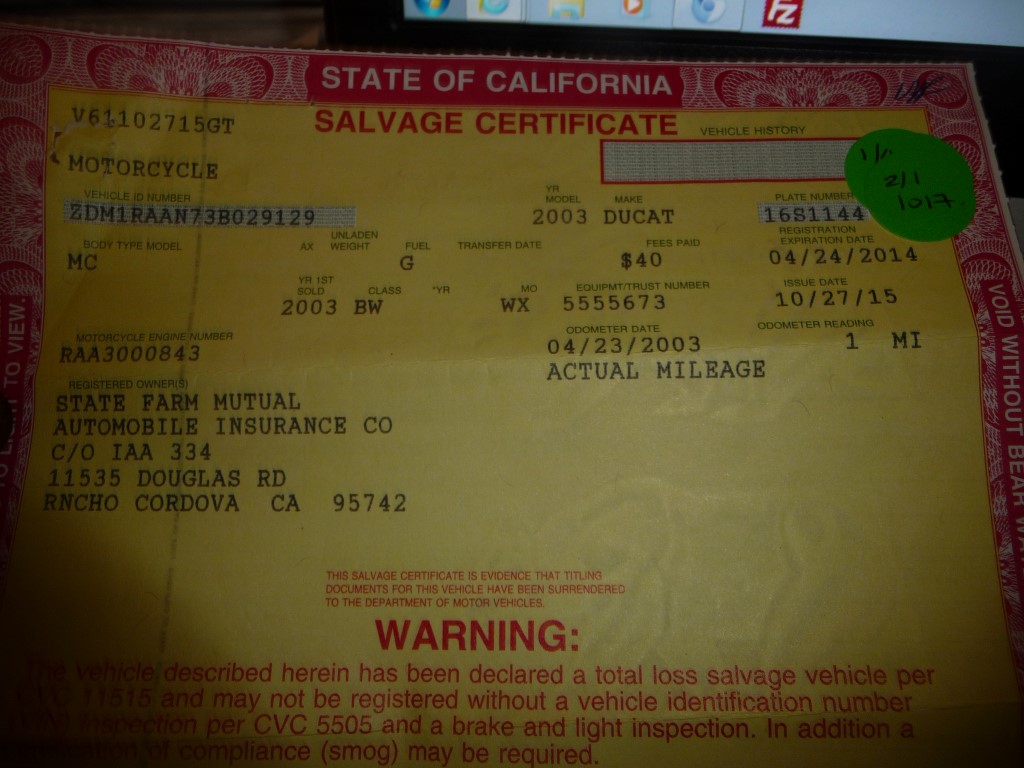 FZ
STATE OF CALIFORNIA
V61102715GT
SALVAGE CERTIFICATE
VEHICLE HISTORY
MOTORCYCLE
VEHICLE ID NUMBER
YR MODEL
MAKE
PLATE NUMBER
ZDM1RAAN73B029129
2003 DUCAT
16S1144
2/1
1017
BODY TYPE MODEL
AX
UNLADEN WEIGHT
FUEL
TRANSFER DATE
FEES PAID
REGISTRATION EXPIRATION DATE
MC
G
$40
04/24/2014
YR 1ST SOLD
CLASS
*YR
MO
EQUIPMT/TRUST NUMBER
ISSUE DATE
2003 BW
WX
5555673
10/27/15
MOTORCYCLE ENGINE NUMBER
ODOMETER DATE
ODOMETER READING
RAA3000843
04/23/2003
1 MI
ACTUAL MILEAGE
REGISTERED OWNER(S)
STATE FARM MUTUAL
AUTOMOBILE INSURANCE CO
C/O IAA 334
11535 DOUGLAS RD
RNCHO CORDOVA CA 95742
THIS SALVAGE CERTIFICATE IS EVIDENCE THAT TITLING
DOCUMENTS FOR THIS VEHICLE HAVE BEEN SURRENDERED
TO THE DEPARTMENT OF MOTOR VEHICLES.
WARNING:
The vehicle described herein has been declared a total loss salvage vehicle per
CVC 11515 and may not be registered without a vehicle identification number
(VIN) inspection per CVC 5505 and a brake and light inspection. In addition a
of compliance (smog) may be required.
TO VIEW.
VOID WITHOUT BEAR